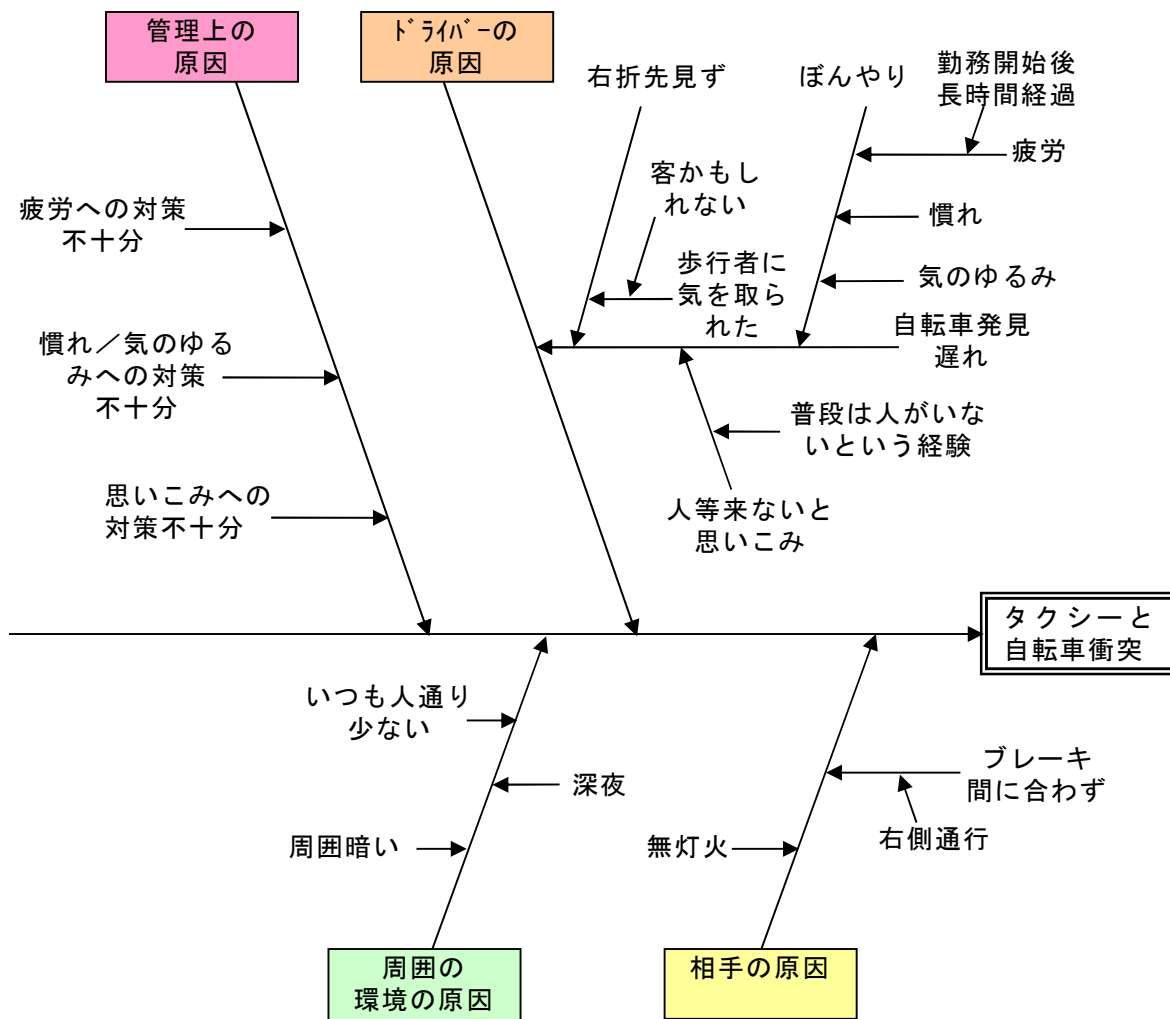 管理上の
原因
ﾄﾞﾗｲﾊﾞｰの
原因
右折先見ず
ぼんやり
勤務開始後
長時間経過
疲労
客かもし
れない
慣れ
疲労への対策
不十分
歩行者に
気を取ら
れた
気のゆるみ
自転車発見
遅れ
慣れ／気のゆる
みへの対策
不十分
普段は人がいな
いという経験
思いこみへの
対策不十分
人等来ないと
思いこみ
タクシーと
自転車衝突
いつも人通り
少ない
深夜
周囲暗い
ブレーキ
間に合わず
無灯火
右側通行
周囲の
環境の原因
相手の原因